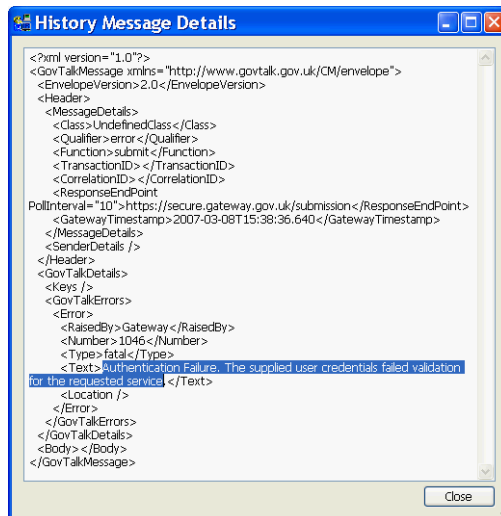 History Message Details
<?xml version="1.0"?>
<GovTalkMessage xmlns="http://www.govtalk.gov.uk/CM/envelope">
<EnvelopeVersion>2.0</EnvelopeVersion>
<Header>
<MessageDetails>
<Class>UndefinedClass</Class>
<Qualifier>error</Qualifier>
<Function>submit</Function>
<TransactionID></TransactionID>
<CorrelationID></CorrelationID>
<ResponseEndPoint
PollInterval="10">https://secure.gateway.gov.uk/submission</ResponseEndPoint>
<GatewayTimestamp>2007-03-08T15:38:36.640</GatewayTimestamp>
</MessageDetails>
<SenderDetails />
</Header>
<GovTalkDetails>
<Keys />
<GovTalkErrors>
<Error>
<RaisedBy>Gateway</RaisedBy>
<Number>1046</Number>
<Type>fatal</Type>
<Text>Authentication Failure. The supplied user credentials failed validation
for the requested service.</Text>
<Location />
</Error>
</GovTalkErrors>
</GovTalkDetails>
<Body></Body>
</GovTalkMessage>
Close